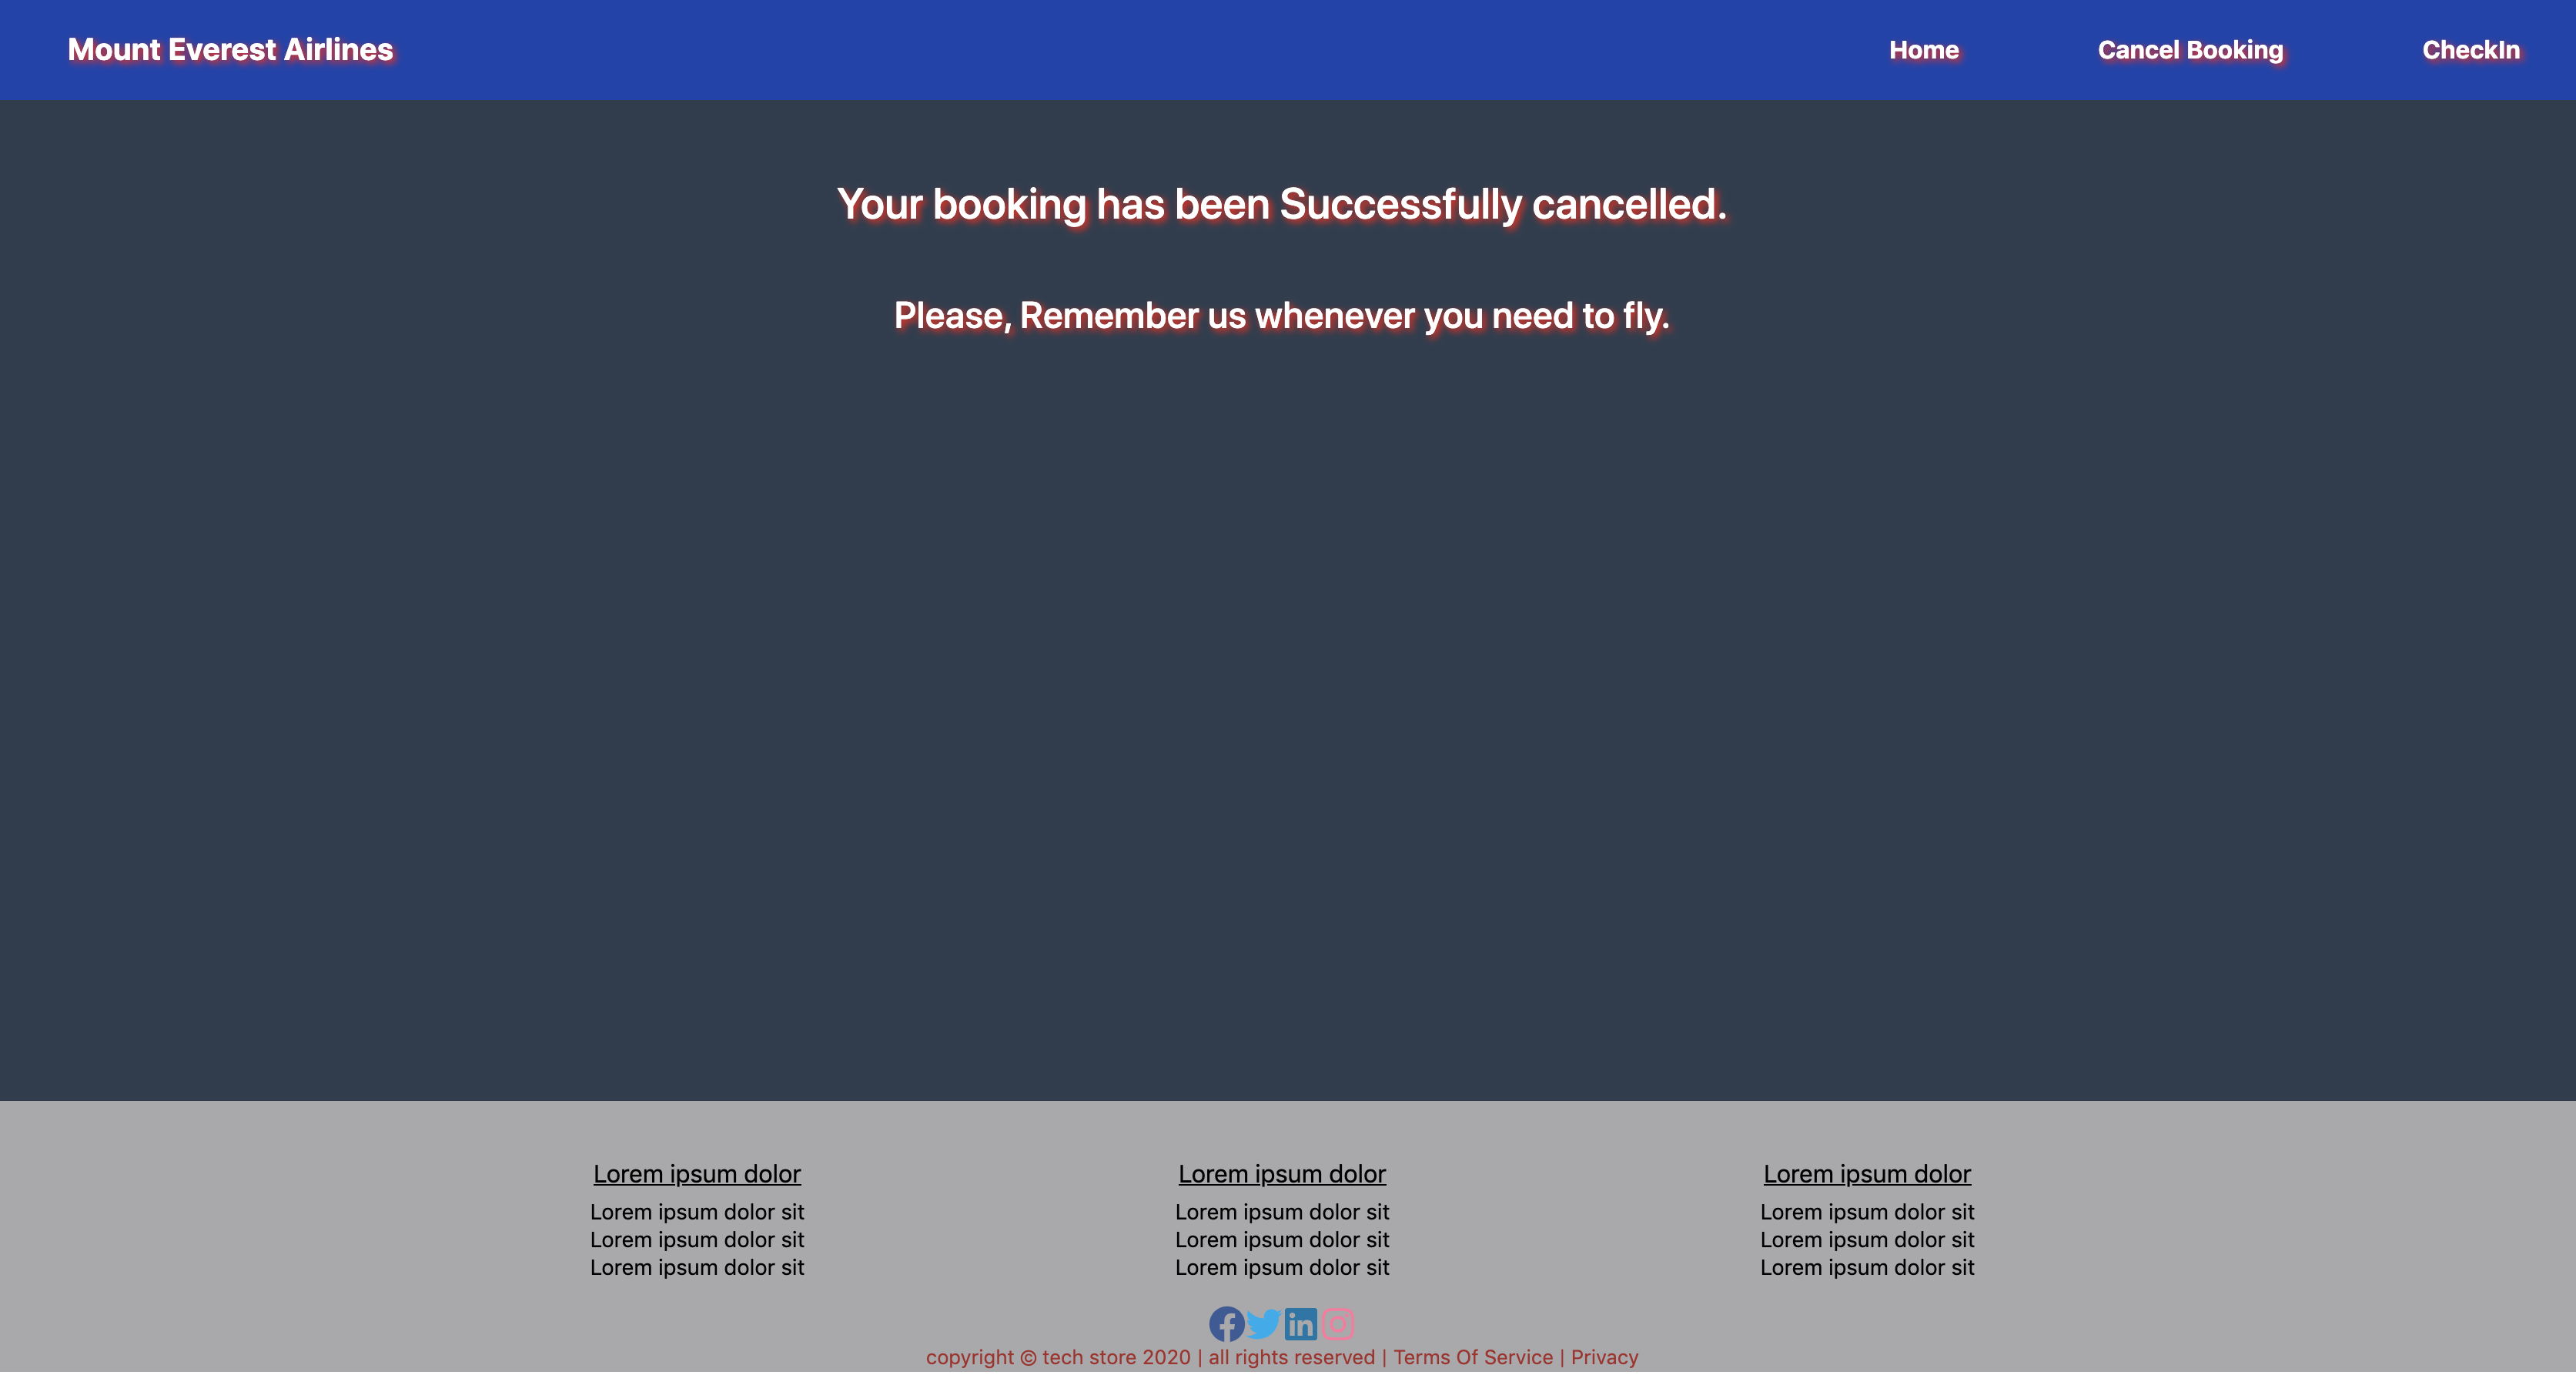 Mount Everest Airlines
Home
Cancel Booking
CheckIn
Your booking has been Successfully cancelled.
Please, Remember us whenever you need to fly.
Lorem ipsum dolor
Lorem ipsum dolor sit
Lorem ipsum dolor sit
Lorem ipsum dolor sit
Lorem ipsum dolor
Lorem ipsum dolor sit
Lorem ipsum dolor sit
Lorem ipsum dolor sit
Lorem ipsum dolor
Lorem ipsum dolor sit
Lorem ipsum dolor sit
Lorem ipsum dolor sit
copyright © tech store 2020 | all rights reserved | Terms Of Service | Privacy